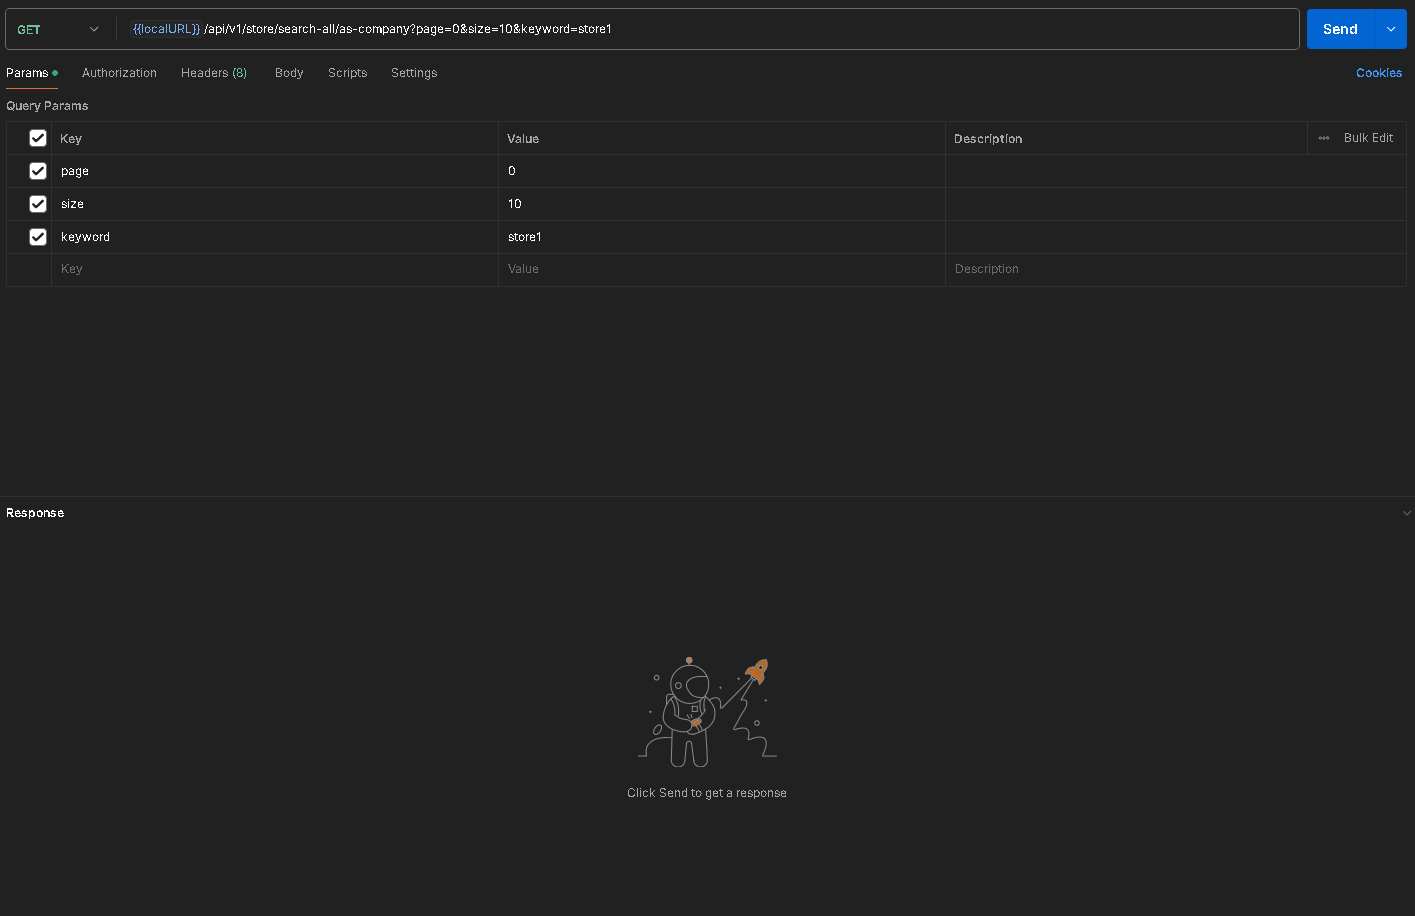 GET {{localURL}} /api/v1/store/search-all/as-company?page=0&size=10&keyword=store1 Send
Params Authorization Headers (8) Body Scripts Settings Cookies
Query Params
Key Value Description Bulk Edit
page 0
size 10
keyword store1
Key Value Description
Response
Click Send to get a response